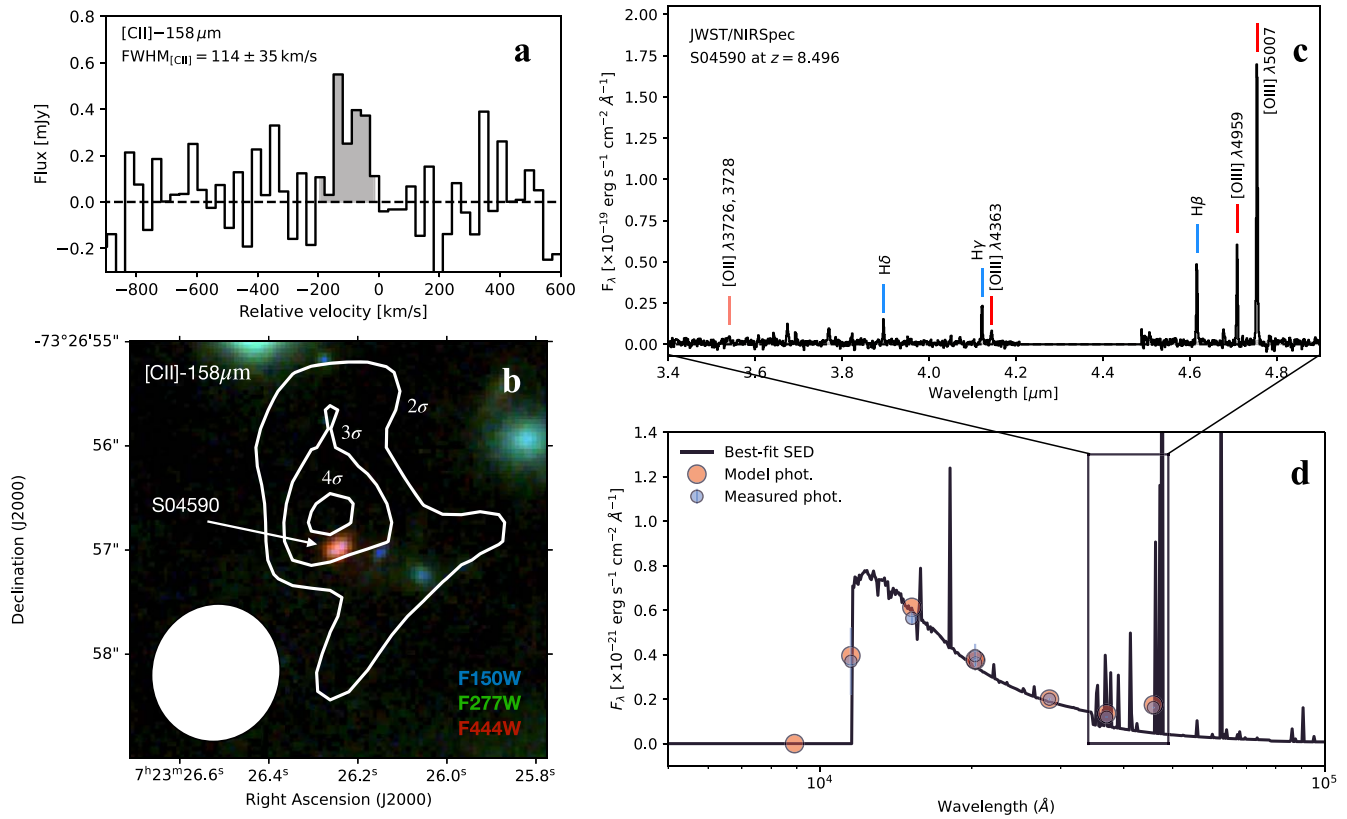 [CII]−158 μm
FWHM[CII] = 114 ± 35 km/s
a
Flux [mJy]
0.8
0.6
0.4
0.2
0.0
−0.2
−800 −600 −400 −200 0 200 400 600
Relative velocity [km/s]
-73°26'55"
56"
57"
58"
Declination (J2000)
[CII]-158μm
b
2σ
3σ
4σ
S04590
F150W
F277W
F444W
7ʰ23ᵐ26.6ˢ 26.4ˢ 26.2ˢ 26.0ˢ 25.8ˢ
Right Ascension (J2000)
JWST/NIRSpec
S04590 at z = 8.496
c
[OII] λ3726, 3728
Hδ
Hγ
[OIII] λ4363
Hβ
[OIII] λ4959
[OIII] λ5007
Fλ [×10⁻¹⁹ erg s⁻¹ cm⁻² Å⁻¹]
2.00
1.75
1.50
1.25
1.00
0.75
0.50
0.25
0.00
3.4 3.6 3.8 4.0 4.2 4.4 4.6 4.8
Wavelength [μm]
Best-fit SED
Model phot.
Measured phot.
d
Fλ [×10⁻²¹ erg s⁻¹ cm⁻² Å⁻¹]
1.4
1.2
1.0
0.8
0.6
0.4
0.2
0.0
10⁴ 10⁵
Wavelength (Å)